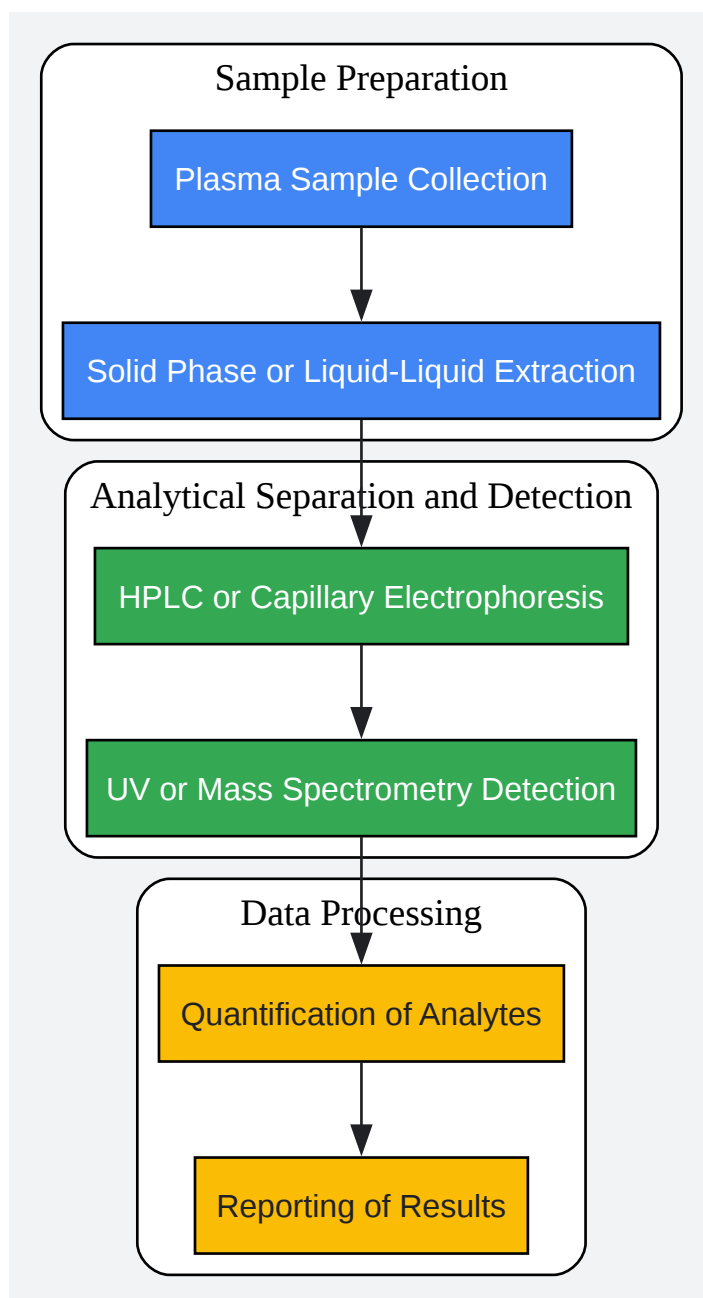 Sample Preparation
Plasma Sample Collection
Solid Phase or Liquid-Liquid Extraction
Analytical Separation and Detection
HPLC or Capillary Electrophoresis
UV or Mass Spectrometry Detection
Data Processing
Quantification of Analytes
Reporting of Results